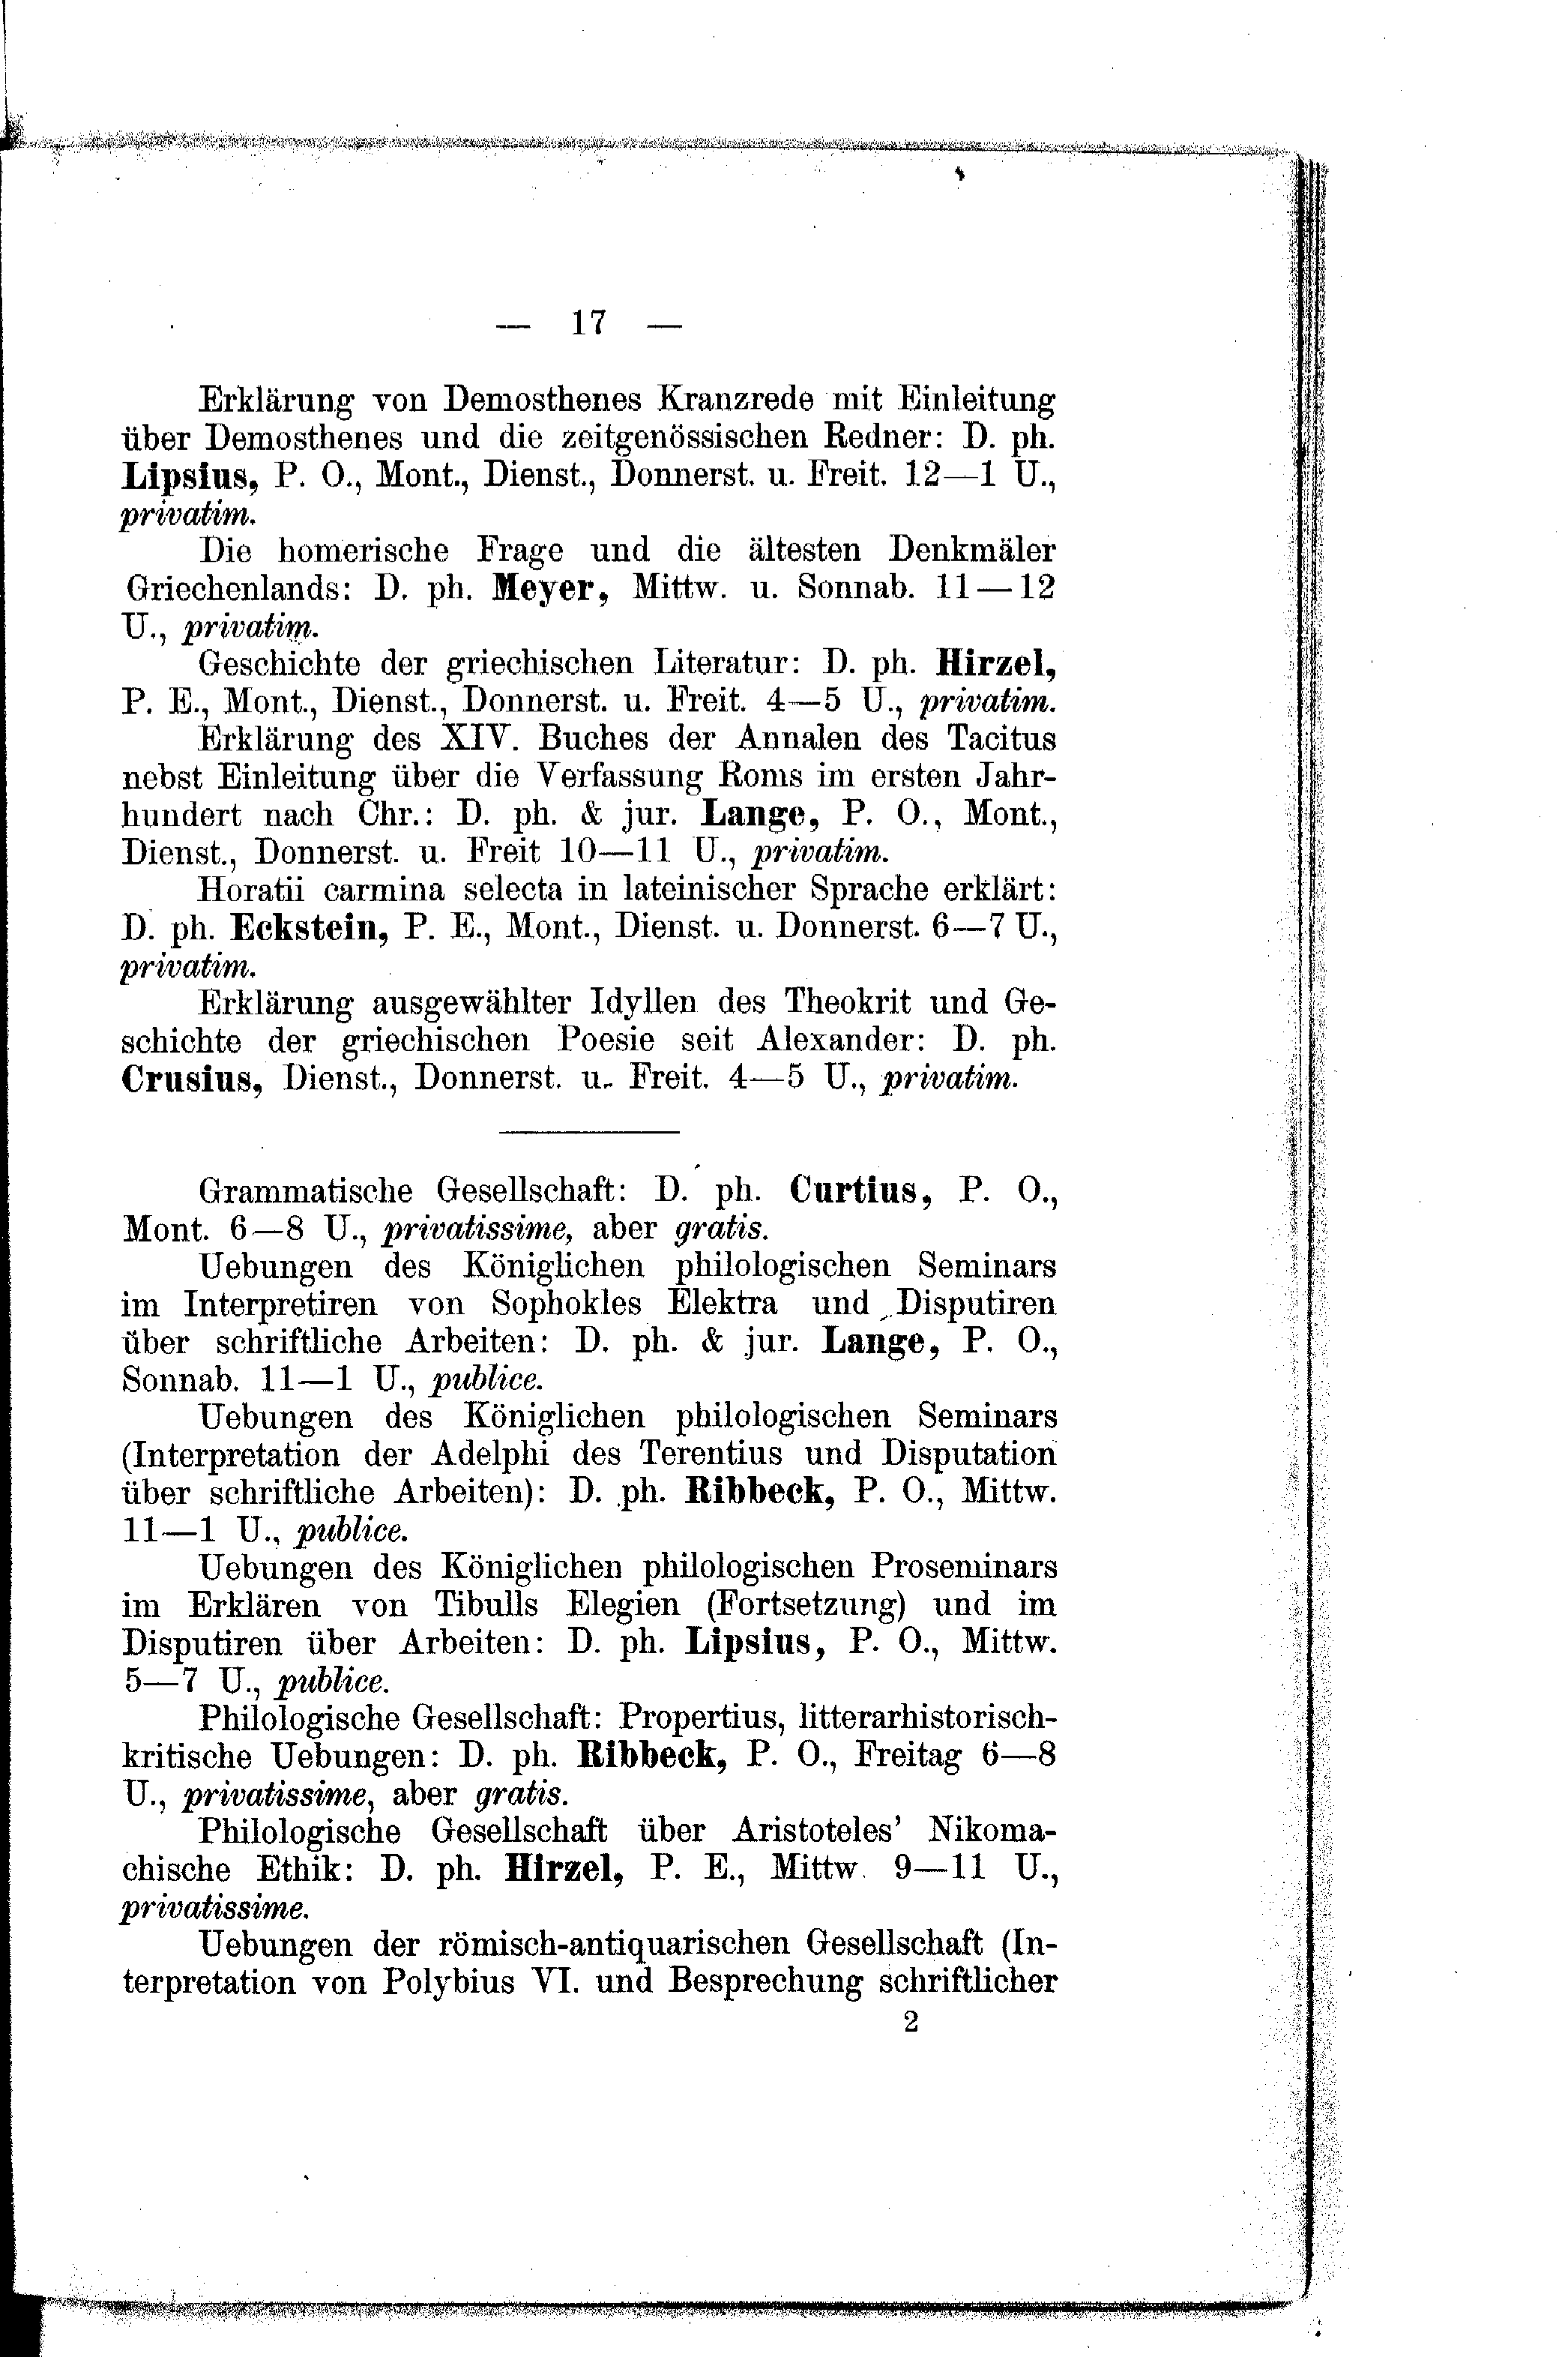 — 17 —
Erklärung von Demosthenes Kranzrede mit Einleitung
über Demosthenes und die zeitgenössischen Redner: D. ph.
Lipsius, P. O., Mont., Dienst., Donnerst. u. Freit. 12—1 U.,
privatim.
Die homerische Frage und die ältesten Denkmäler
Griechenlands: D. ph. Meyer, Mittw. u. Sonnab. 11—12
U., privatim.
Geschichte der griechischen Literatur: D. ph. Hirzel,
P. E., Mont., Dienst., Donnerst. u. Freit. 4—5 U., privatim.
Erklärung des XIV. Buches der Annalen des Tacitus
nebst Einleitung über die Verfassung Roms im ersten Jahr-
hundert nach Chr.: D. ph. & jur. Lange, P. O., Mont.,
Dienst., Donnerst. u. Freit 10—11 U., privatim.
Horatii carmina selecta in lateinischer Sprache erklärt:
D. ph. Eckstein, P. E., Mont., Dienst. u. Donnerst. 6—7 U.,
privatim.
Erklärung ausgewählter Idyllen des Theokrit und Ge-
schichte der griechischen Poesie seit Alexander: D. ph.
Crusius, Dienst., Donnerst. u. Freit. 4—5 U., privatim.
Grammatische Gesellschaft: D. ph. Curtius, P. O.,
Mont. 6—8 U., privatissime, aber gratis.
Uebungen des Königlichen philologischen Seminars
im Interpretiren von Sophokles Elektra und Disputiren
über schriftliche Arbeiten: D. ph. & jur. Lange, P. O.,
Sonnab. 11—1 U., publice.
Uebungen des Königlichen philologischen Seminars
(Interpretation der Adelphi des Terentius und Disputation
über schriftliche Arbeiten): D. ph. Ribbeck, P. O., Mittw.
11—1 U., publice.
Uebungen des Königlichen philologischen Proseminars
im Erklären von Tibulls Elegien (Fortsetzung) und im
Disputiren über Arbeiten: D. ph. Lipsius, P. O., Mittw.
5—7 U., publice.
Philologische Gesellschaft: Propertius, litterarhistorisch-
kritische Uebungen: D. ph. Ribbeck, P. O., Freitag 6—8
U., privatissime, aber gratis.
Philologische Gesellschaft über Aristoteles' Nikoma-
chische Ethik: D. ph. Hirzel, P. E., Mittw. 9—11 U.,
privatissime.
Uebungen der römisch-antiquarischen Gesellschaft (In-
terpretation von Polybius VI. und Besprechung schriftlicher
2